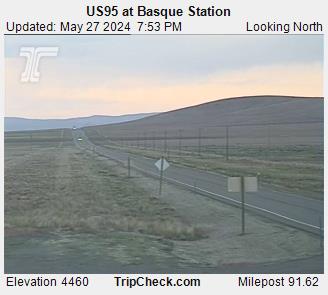 US95 at Basque Station
Updated: May 27 2024 7:53 PM Looking North
Elevation 4460 TripCheck.com Milepost 91.62